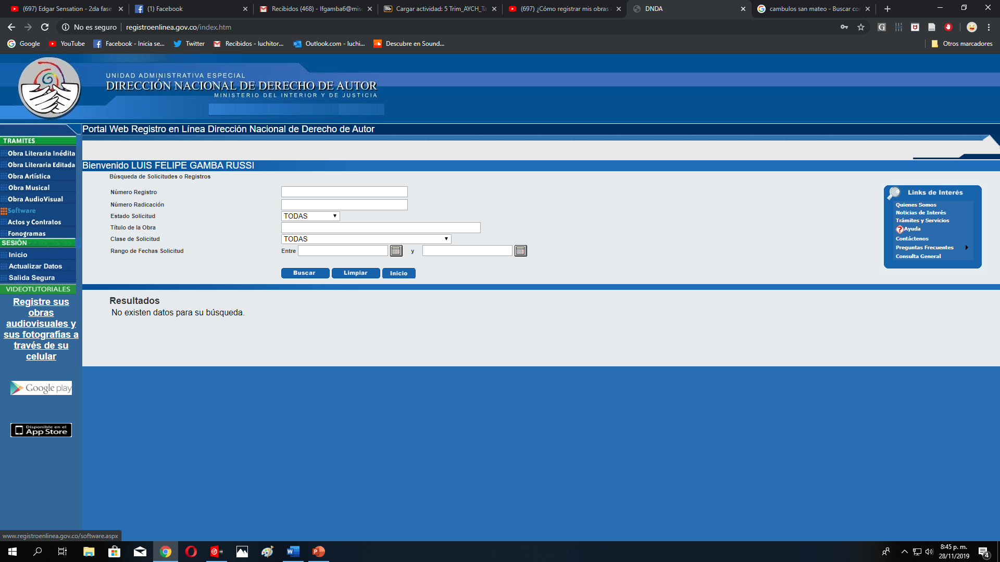 (697) Edgar Sensation - 2da fase
(1) Facebook
Recibidos (468) - lfgamba6@mis
Cargar actividad: 5 Trim_AYCH_Ta
(697) ¿Cómo registrar mis obras
DNDA
cambulos san mateo - Buscar co
No es seguro
registroenlinea.gov.co/index.htm
Google
YouTube
Facebook - Inicia se...
Twitter
Recibidos - luchitor...
Outlook.com - luchi...
Descubre en Sound...
Otros marcadores
UNIDAD ADMINISTRATIVA ESPECIAL
DIRECCIÓN NACIONAL DE DERECHO DE AUTOR
MINISTERIO DEL INTERIOR Y DE JUSTICIA
Portal Web Registro en Línea Dirección Nacional de Derecho de Autor
TRAMITES
Obra Literaria Inédita
Obra Literaria Editada
Obra Artística
Obra Musical
Obra AudioVisual
Software
Actos y Contratos
Fonogramas
SESIÓN
Inicio
Actualizar Datos
Salida Segura
VIDEOTUTORIALES
Registre sus
obras
audiovisuales y
sus fotografías a
través de su
celular
Google play
Disponible en el
App Store
Bienvenido LUIS FELIPE GAMBA RUSSI
Búsqueda de Solicitudes o Registros
Número Registro
Número Radicación
Estado Solicitud
TODAS
Título de la Obra
Clase de Solicitud
TODAS
Rango de Fechas Solicitud
Entre
y
Buscar
Limpiar
Inicio
Resultados
No existen datos para su búsqueda.
Links de Interés
Quienes Somos
Noticias de Interés
Trámites y Servicios
Ayuda
Contáctenos
Preguntas Frecuentes
Consulta General
www.registroenlinea.gov.co/software.aspx
8:45 p. m.
28/11/2019
4